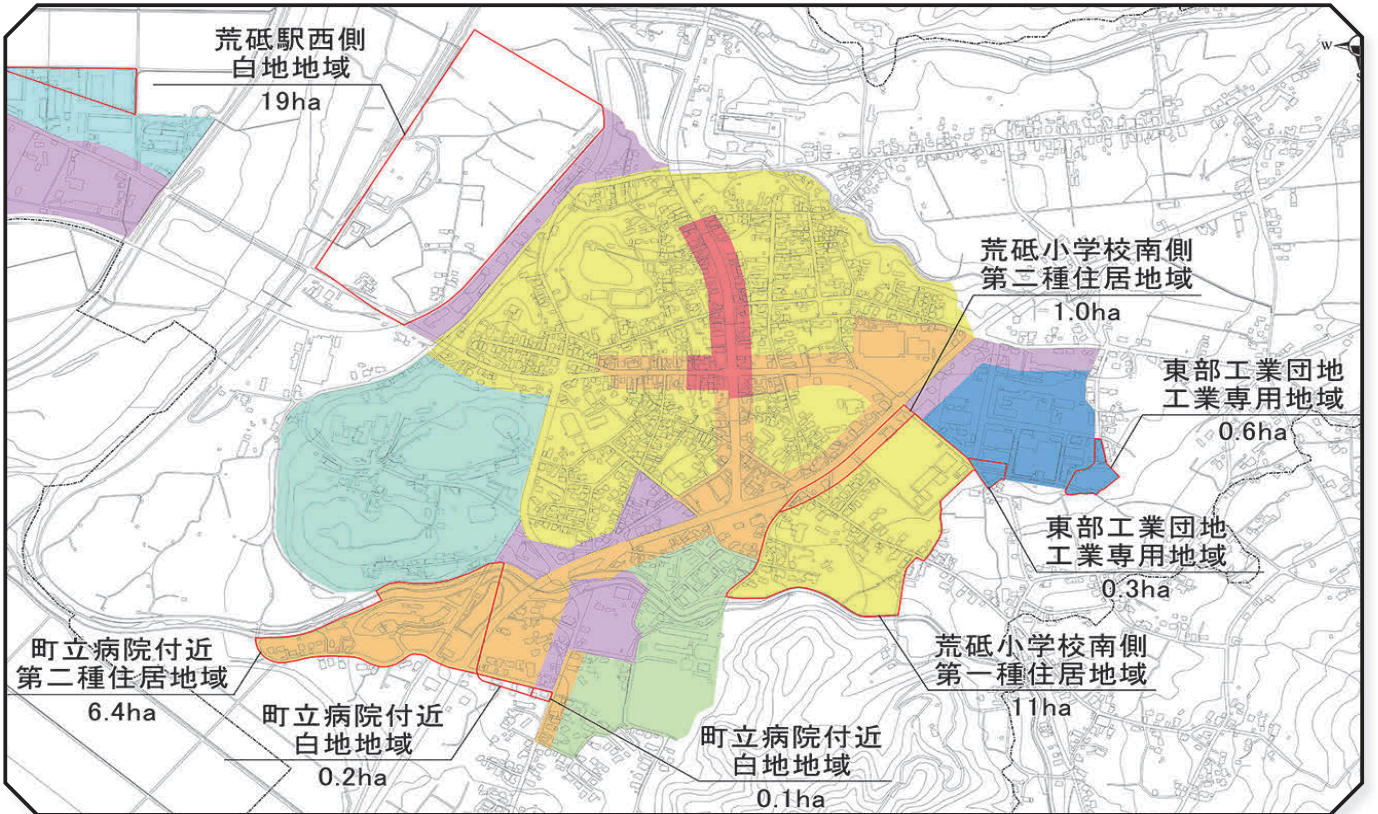 荒砥駅西側
白地地域
19ha
W
荒砥小学校南側
第二種住居地域
1.0ha
東部工業団地
工業専用地域
0.6ha
東部工業団地
工業専用地域
0.3ha
荒砥小学校南側
第一種住居地域
11ha
町立病院付近
第二種住居地域
6.4ha
町立病院付近
白地地域
0.2ha
町立病院付近
白地地域
0.1ha